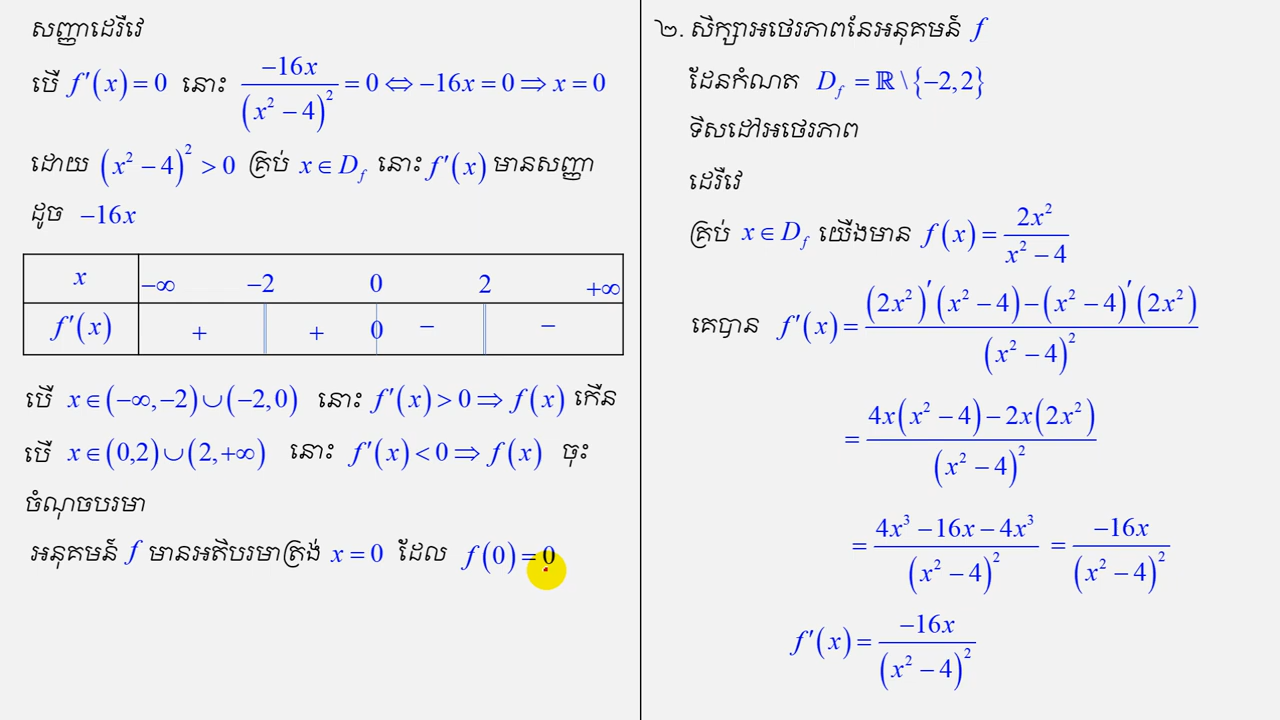 សញ្ញាដេរីវេ
បើ f′(x) = 0 នោះ −16x / (x² − 4)² = 0 ⇔ −16x = 0 ⇒ x = 0
ដោយ (x² − 4)² > 0 គ្រប់ x ∈ D_f នោះ f′(x) មានសញ្ញា
ដូច −16x
x −∞ −2 0 2 +∞
f′(x) + + 0 − −
បើ x ∈ (−∞, −2) ∪ (−2, 0) នោះ f′(x) > 0 ⇒ f(x) កើន
បើ x ∈ (0,2) ∪ (2, +∞) នោះ f′(x) < 0 ⇒ f(x) ចុះ
ចំណុចបរមា
អនុគមន៍ f មានអតិបរមាត្រង់ x = 0 ដែល f(0) = 0
២. សិក្សាអថេរភាពនៃអនុគមន៍ f
ដែនកំណត់ D_f = ℝ \ {−2, 2}
ទិសដៅអថេរភាព
ដេរីវេ
គ្រប់ x ∈ D_f យើងមាន f(x) = 2x² / (x² − 4)
គេបាន f′(x) = ((2x²)′(x² − 4) − (x² − 4)′(2x²)) / (x² − 4)²
= (4x(x² − 4) − 2x(2x²)) / (x² − 4)²
= (4x³ − 16x − 4x³) / (x² − 4)² = −16x / (x² − 4)²
f′(x) = −16x / (x² − 4)²